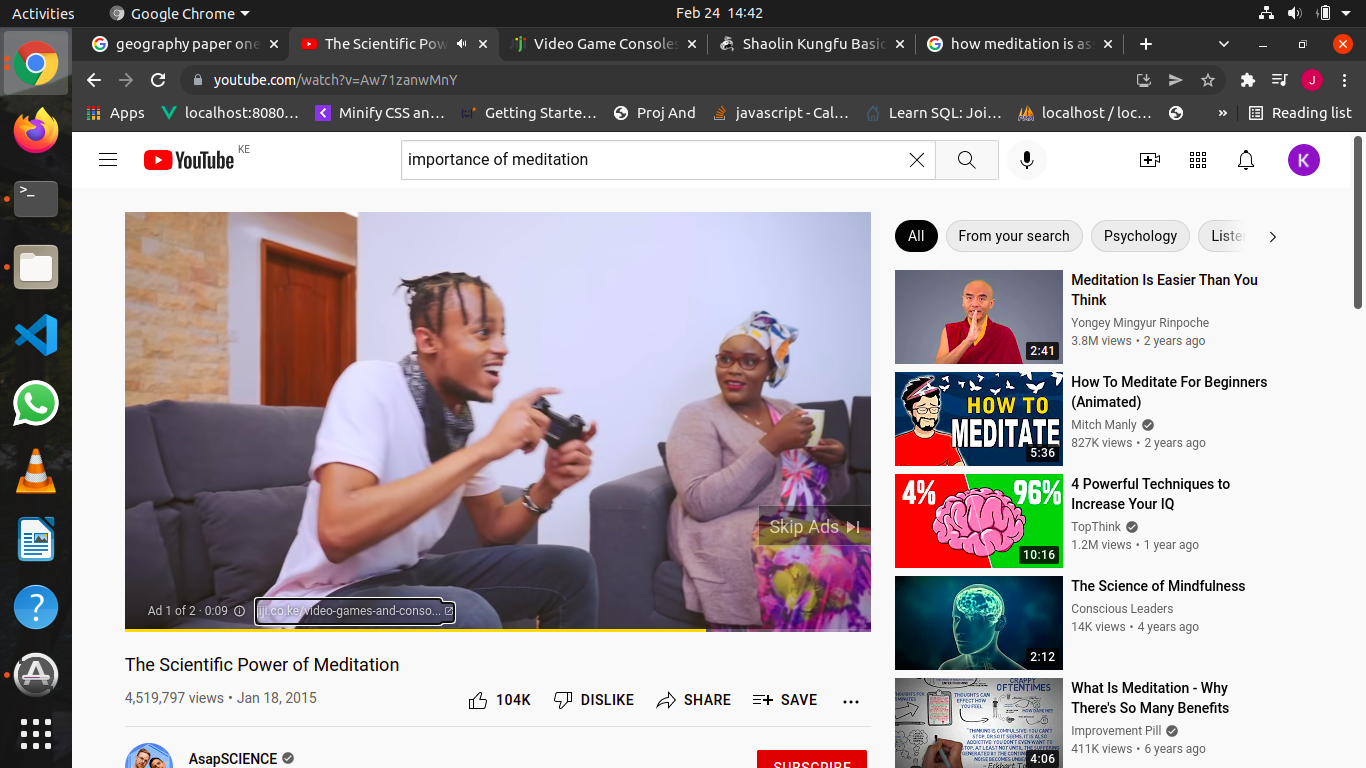 Activities
Google Chrome
Feb 24 14:42
geography paper one
The Scientific Pow
Video Game Consoles
Shaolin Kungfu Basic
how meditation is as
youtube.com/watch?v=Aw71zanwMnY
Apps
localhost:8080…
Minify CSS an…
Getting Starte…
Proj And
javascript - Cal…
Learn SQL: Joi…
localhost / loc…
»
Reading list
YouTube KE
importance of meditation
K
J
All
From your search
Psychology
Liste
Skip Ads
Ad 1 of 2 · 0:09
jiji.co.ke/video-games-and-conso...
The Scientific Power of Meditation
4,519,797 views • Jan 18, 2015
104K
DISLIKE
SHARE
SAVE
AsapSCIENCE
SUBSCRIBE
Meditation Is Easier Than You
Think
Yongey Mingyur Rinpoche
3.8M views • 2 years ago
2:41
HOW TO
MEDITATE
5:36
How To Meditate For Beginners
(Animated)
Mitch Manly
827K views • 2 years ago
4%
96%
10:16
4 Powerful Techniques to
Increase Your IQ
TopThink
1.2M views • 1 year ago
2:12
The Science of Mindfulness
Conscious Leaders
14K views • 4 years ago
OFTENTIMES
4:06
What Is Meditation - Why
There's So Many Benefits
Improvement Pill
411K views • 6 years ago